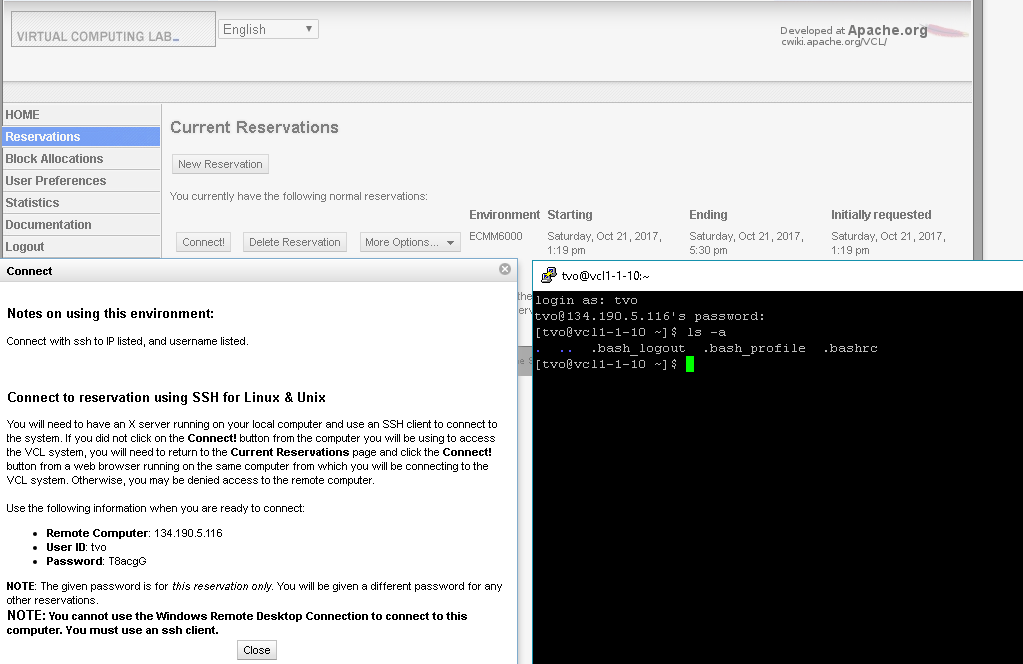 VIRTUAL COMPUTING LAB_
English
Developed at Apache.org
cwiki.apache.org/VCL/
HOME
Reservations
Block Allocations
User Preferences
Statistics
Documentation
Logout
Current Reservations
New Reservation
You currently have the following normal reservations:
Environment Starting Ending Initially requested
Connect! Delete Reservation More Options... ECMM6000 Saturday, Oct 21, 2017, Saturday, Oct 21, 2017, Saturday, Oct 21, 2017,
1:19 pm 5:30 pm 1:19 pm
Connect
Notes on using this environment:
Connect with ssh to IP listed, and username listed.
Connect to reservation using SSH for Linux & Unix
You will need to have an X server running on your local computer and use an SSH client to connect to
the system. If you did not click on the Connect! button from the computer you will be using to access
the VCL system, you will need to return to the Current Reservations page and click the Connect!
button from a web browser running on the same computer from which you will be connecting to the
VCL system. Otherwise, you may be denied access to the remote computer.
Use the following information when you are ready to connect:
Remote Computer: 134.190.5.116
User ID: tvo
Password: T8acgG
NOTE: The given password is for this reservation only. You will be given a different password for any
other reservations.
NOTE: You cannot use the Windows Remote Desktop Connection to connect to this
computer. You must use an ssh client.
Close
tvo@vcl1-1-10:~
login as: tvo
tvo@134.190.5.116's password:
[tvo@vcl1-1-10 ~]$ ls -a
. .. .bash_logout .bash_profile .bashrc
[tvo@vcl1-1-10 ~]$